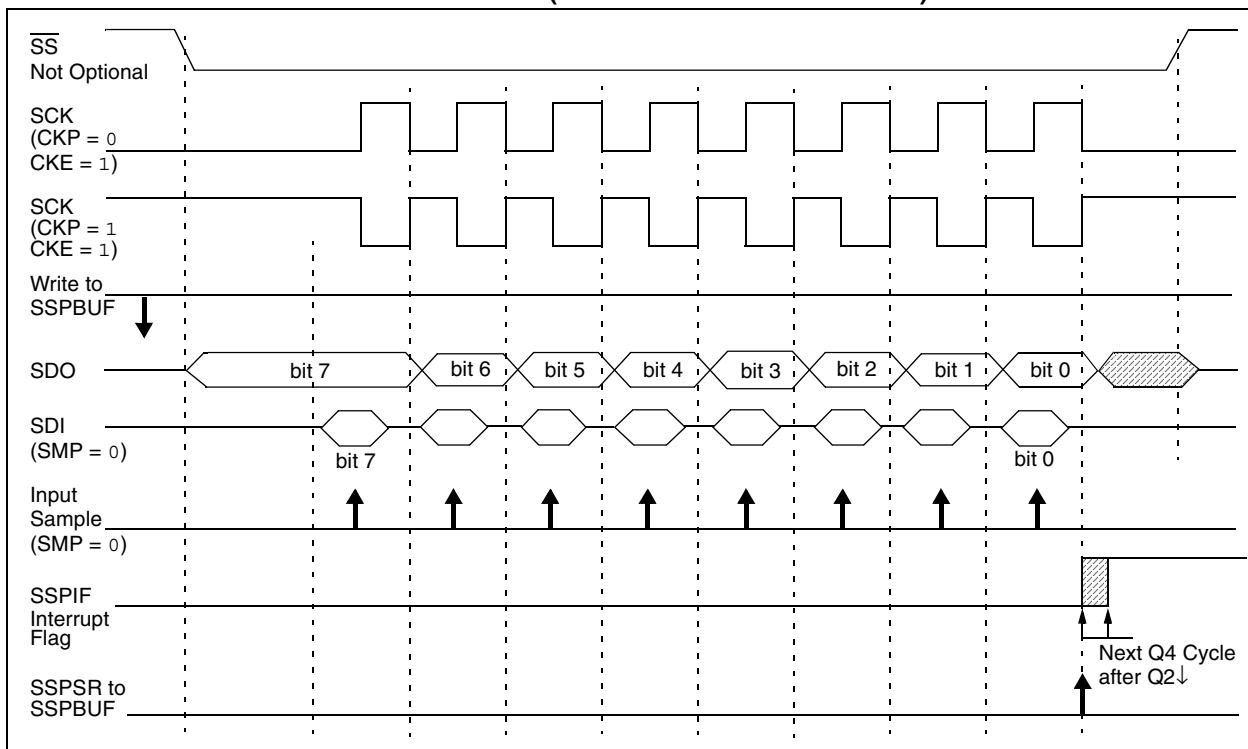 SS
Not Optional
SCK
(CKP = 0
CKE = 1)
SCK
(CKP = 1
CKE = 1)
Write to
SSPBUF
SDO
bit 7 bit 6 bit 5 bit 4 bit 3 bit 2 bit 1 bit 0
SDI
(SMP = 0)
bit 7 bit 0
Input
Sample
(SMP = 0)
SSPIF
Interrupt
Flag
Next Q4 Cycle
after Q2↓
SSPSR to
SSPBUF